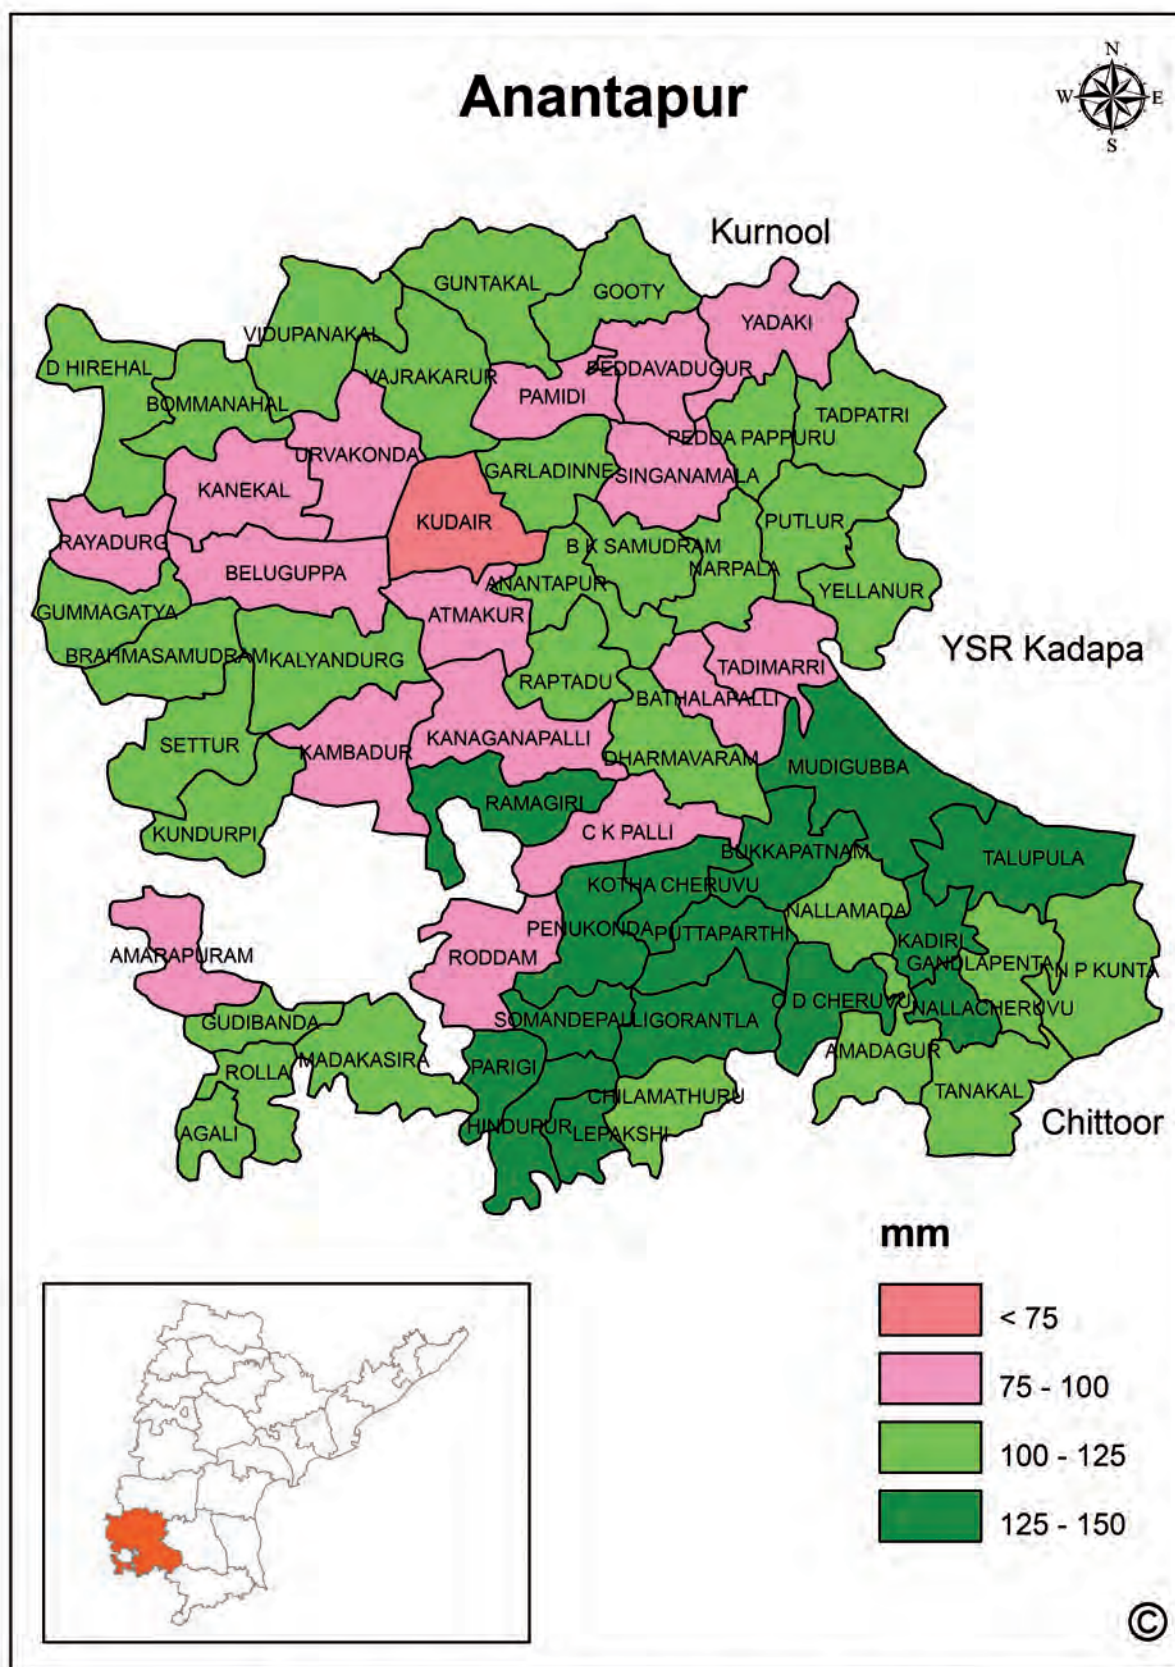 Anantapur
N
W E
S
Kurnool
GUNTAKAL
GOOTY
YADAKI
VIDUPANAKAL
D HIREHAL
VAJRAKARUR
PEDDAVADUGUR
PAMIDI
BOMMANAHAL
TADPATRI
PEDDA PAPPURU
URVAKONDA
GARLADINNE
SINGANAMALA
KANEKAL
KUDAIR
PUTLUR
RAYADURG
B K SAMUDRAM
NARPALA
BELUGUPPA
ANANTAPUR
YELLANUR
GUMMAGATYA
ATMAKUR
YSR Kadapa
BRAHMASAMUDRAM
KALYANDURG
TADIMARRI
RAPTADU
BATHALAPALLI
SETTUR
KAMBADUR
KANAGANAPALLI
DHARMAVARAM
MUDIGUBBA
RAMAGIRI
KUNDURPI
C K PALLI
BUKKAPATNAM
TALUPULA
KOTHA CHERUVU
NALLAMADA
PENUKONDA
PUTTAPARTHI
KADIRI
AMARAPURAM
RODDAM
GANDLAPENTA
N P KUNTA
C D CHERUVU
NALLACHERUVU
GUDIBANDA
SOMANDEPALLI
GORANTLA
AMADAGUR
MADAKASIRA
ROLLA
PARIGI
CHILAMATHURU
TANAKAL
AGALI
HINDUPUR
LEPAKSHI
Chittoor
mm
< 75
75 - 100
100 - 125
125 - 150
©